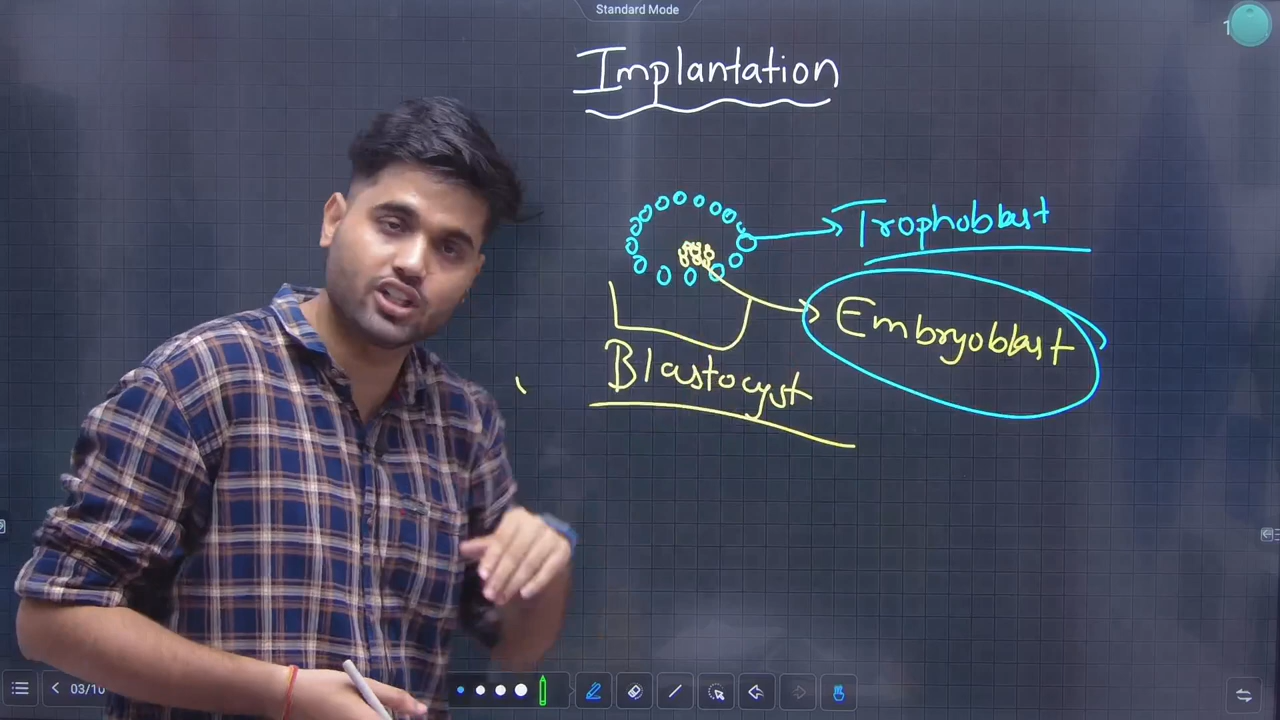 Standard Mode
Implantation
Trophoblast
Embryoblast
Blastocyst
03/10